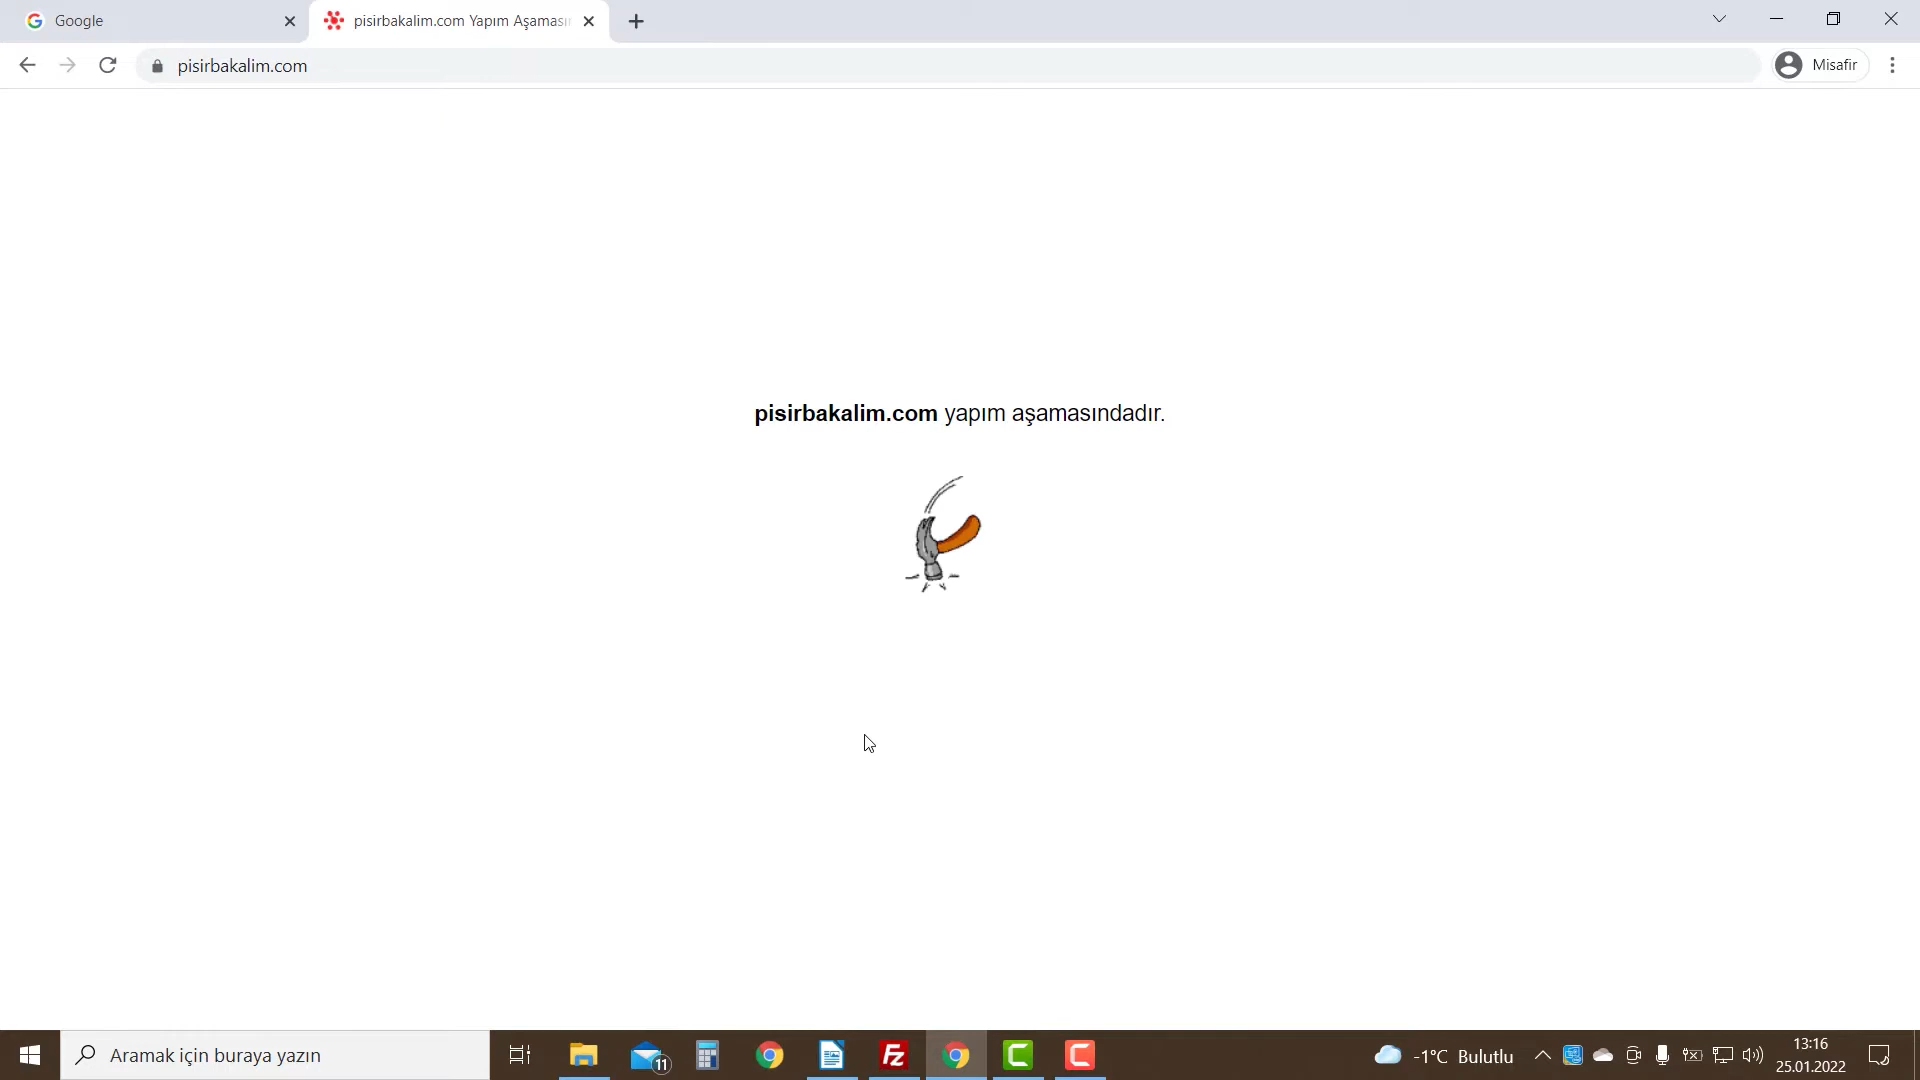 Google
pisirbakalim.com Yapım Aşaması
pisirbakalim.com
Misafir
pisirbakalim.com yapım aşamasındadır.
Aramak için buraya yazın
11
-1°C Bulutlu
13:16
25.01.2022